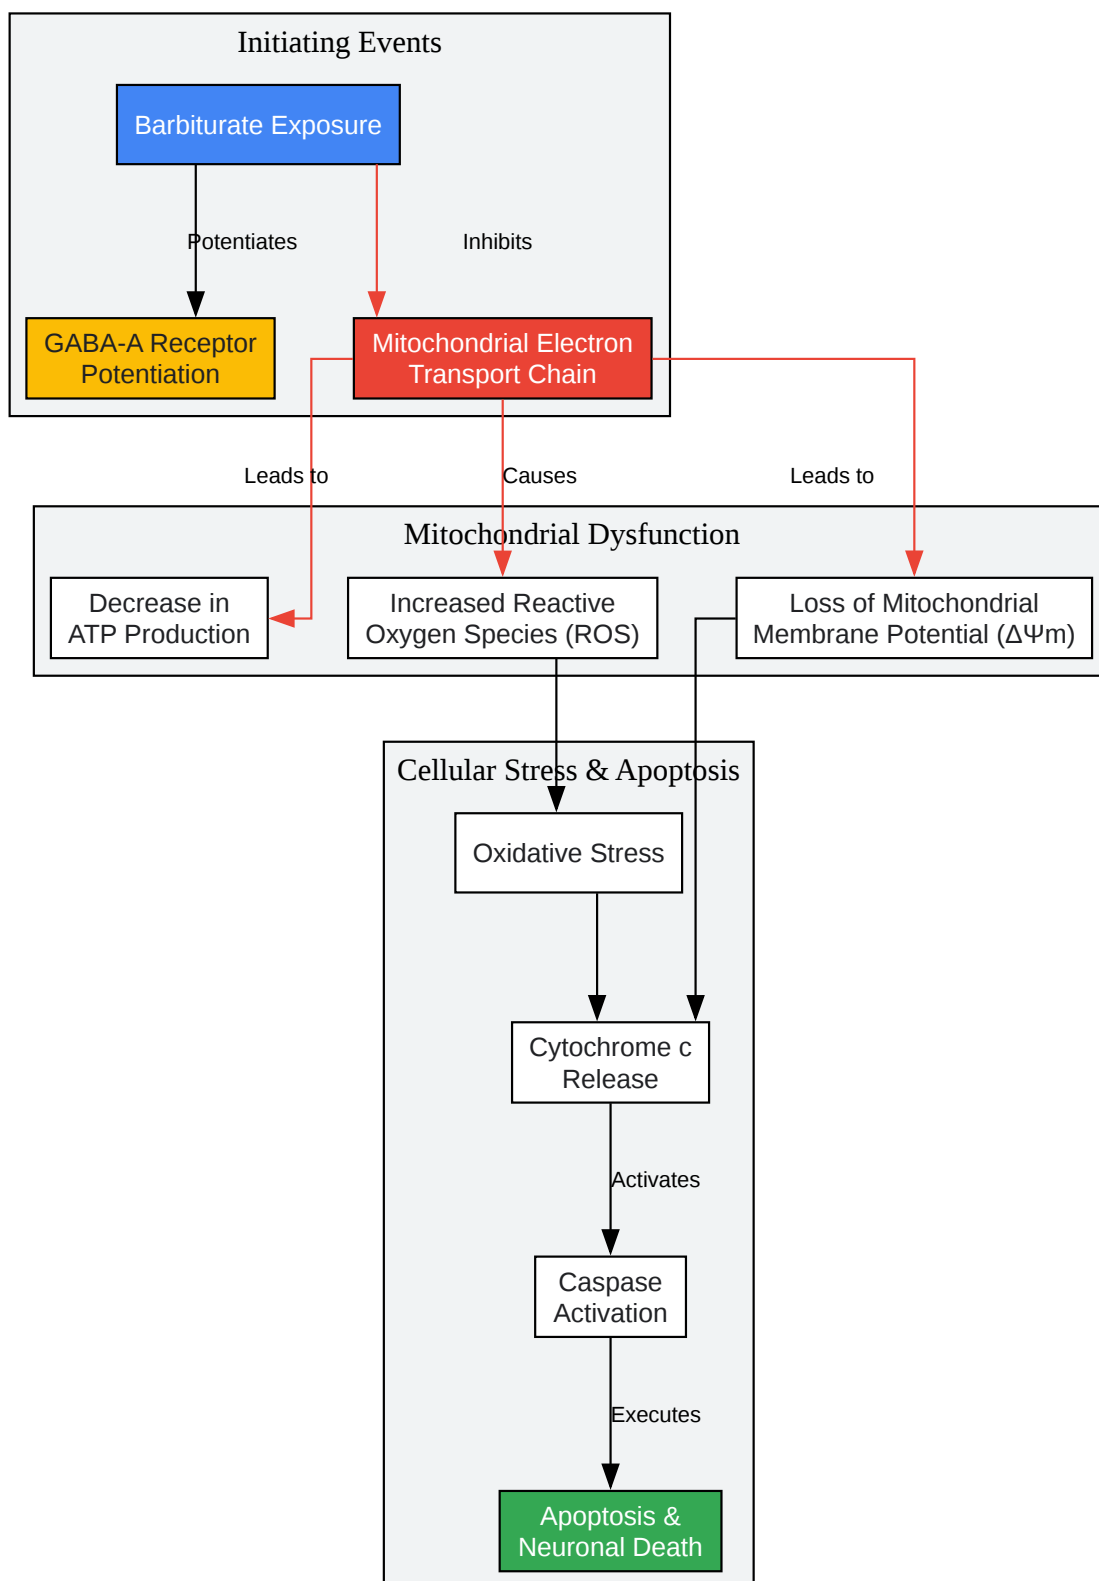 Initiating Events
Barbiturate Exposure
Potentiates
Inhibits
GABA-A Receptor
Potentiation
Mitochondrial Electron
Transport Chain
Leads to
Causes
Leads to
Mitochondrial Dysfunction
Decrease in
ATP Production
Increased Reactive
Oxygen Species (ROS)
Loss of Mitochondrial
Membrane Potential (ΔΨm)
Cellular Stress & Apoptosis
Oxidative Stress
Cytochrome c
Release
Activates
Caspase
Activation
Executes
Apoptosis &
Neuronal Death